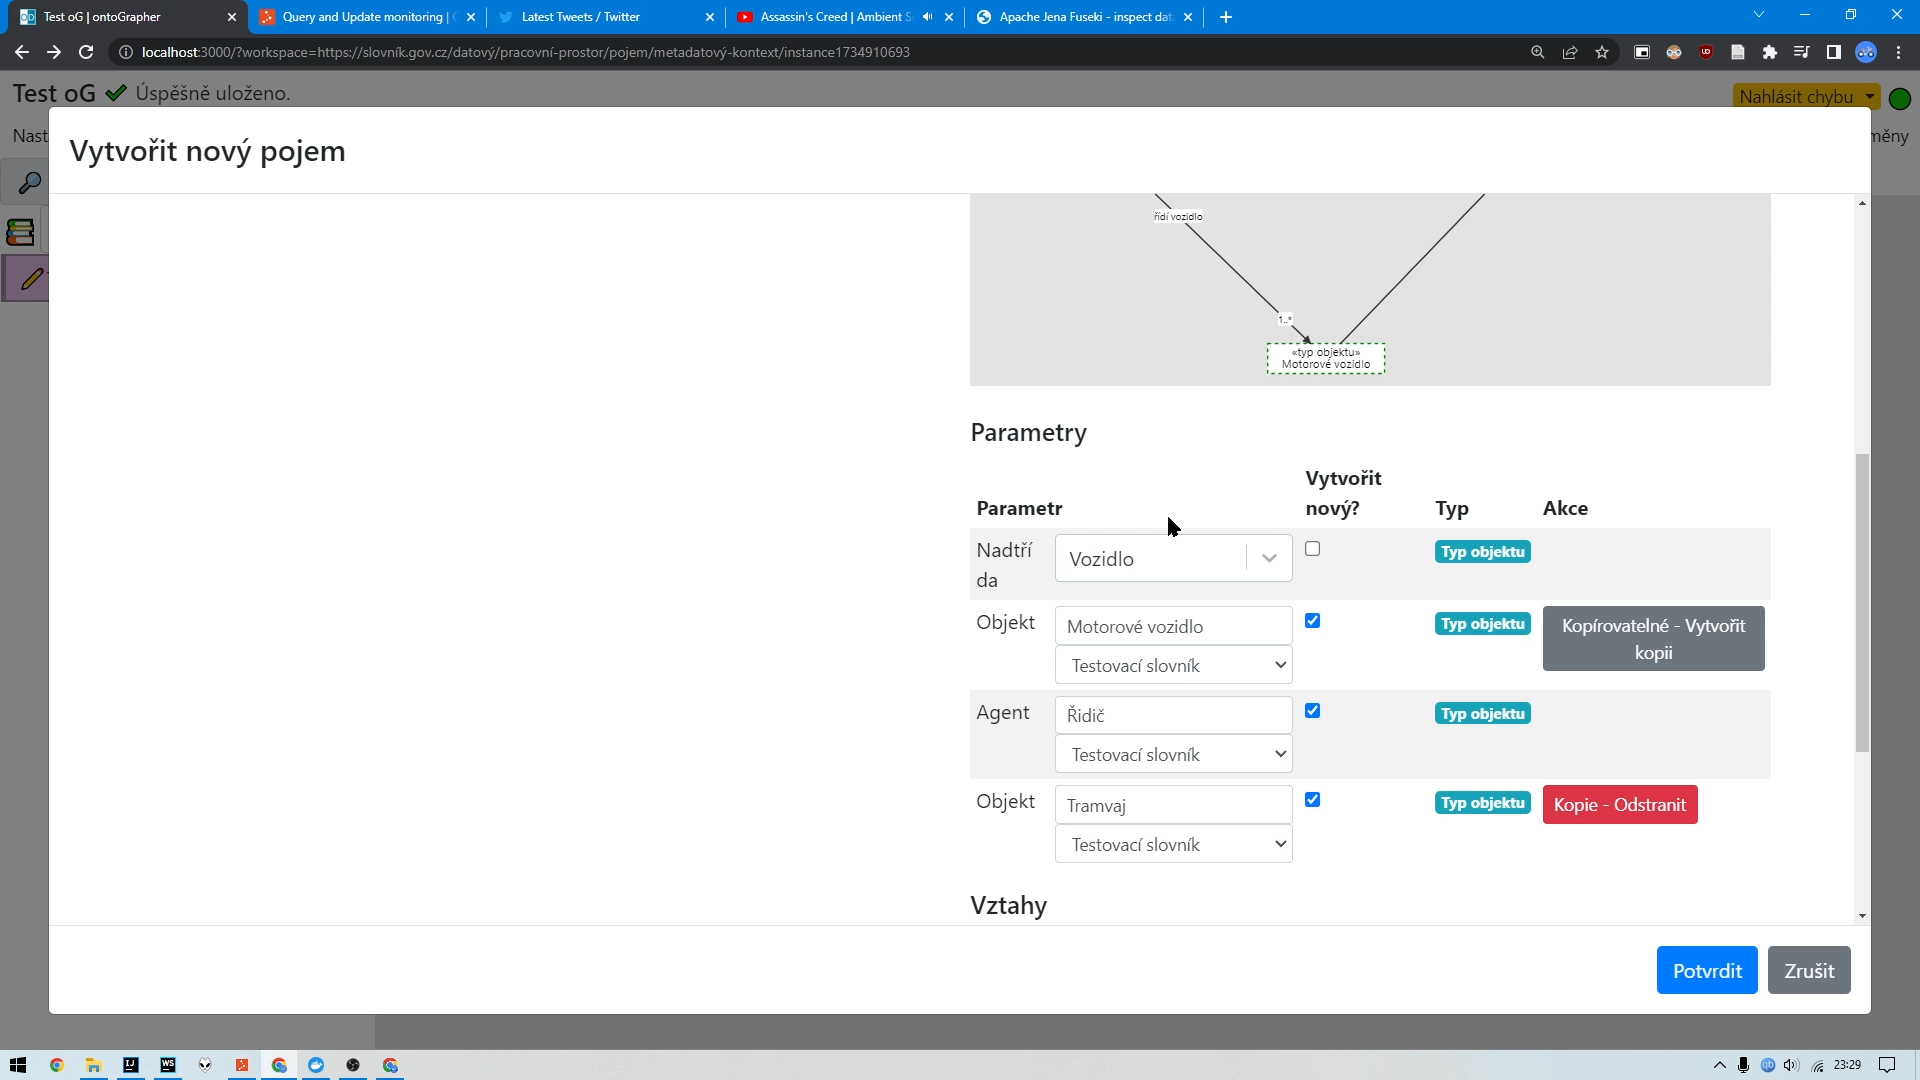 Test oG | ontoGrapher
Query and Update monitoring |
Latest Tweets / Twitter
Assassin's Creed | Ambient
Apache Jena Fuseki - inspect dat
localhost:3000/?workspace=https://slovník.gov.cz/datový/pracovní-prostor/pojem/metadatový-kontext/instance1734910693
Test oG Úspěšně uloženo.
Nahlásit chybu
Nast
měny
Vytvořit nový pojem
řídí vozidlo
1..*
«typ objektu»
Motorové vozidlo
Parametry
Parametr
Vytvořit
nový?
Typ
Akce
Nadtří
da
Vozidlo
Typ objektu
Objekt
Motorové vozidlo
Testovací slovník
Typ objektu
Kopírovatelné - Vytvořit
kopii
Agent
Řidič
Testovací slovník
Typ objektu
Objekt
Tramvaj
Testovací slovník
Typ objektu
Kopie - Odstranit
Vztahy
Potvrdit
Zrušit
23:29